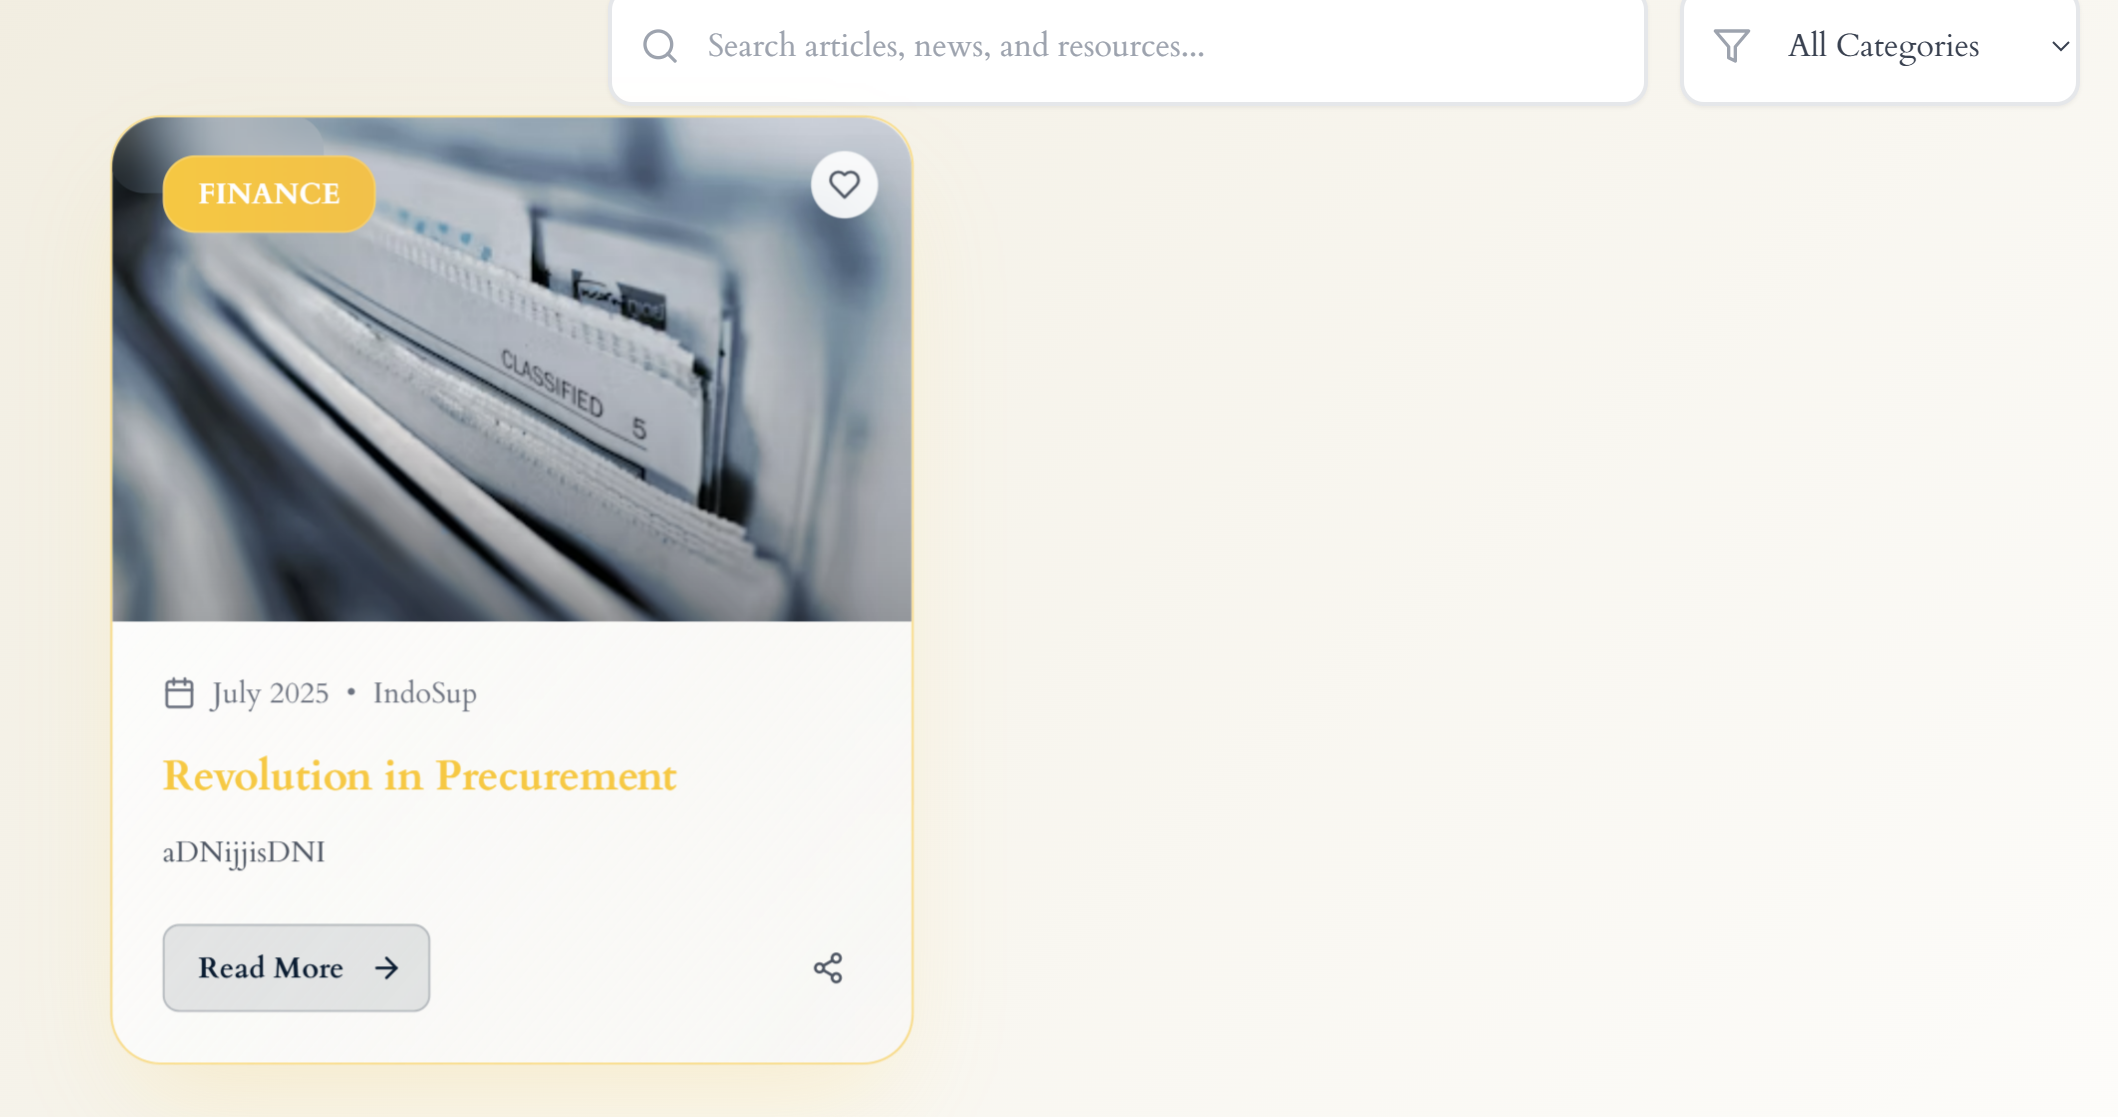 Search articles, news, and resources...
All Categories
FINANCE
CLASSIFIED 5
July 2025 • IndoSup
Revolution in Precurement
aDNijjisDNI
Read More